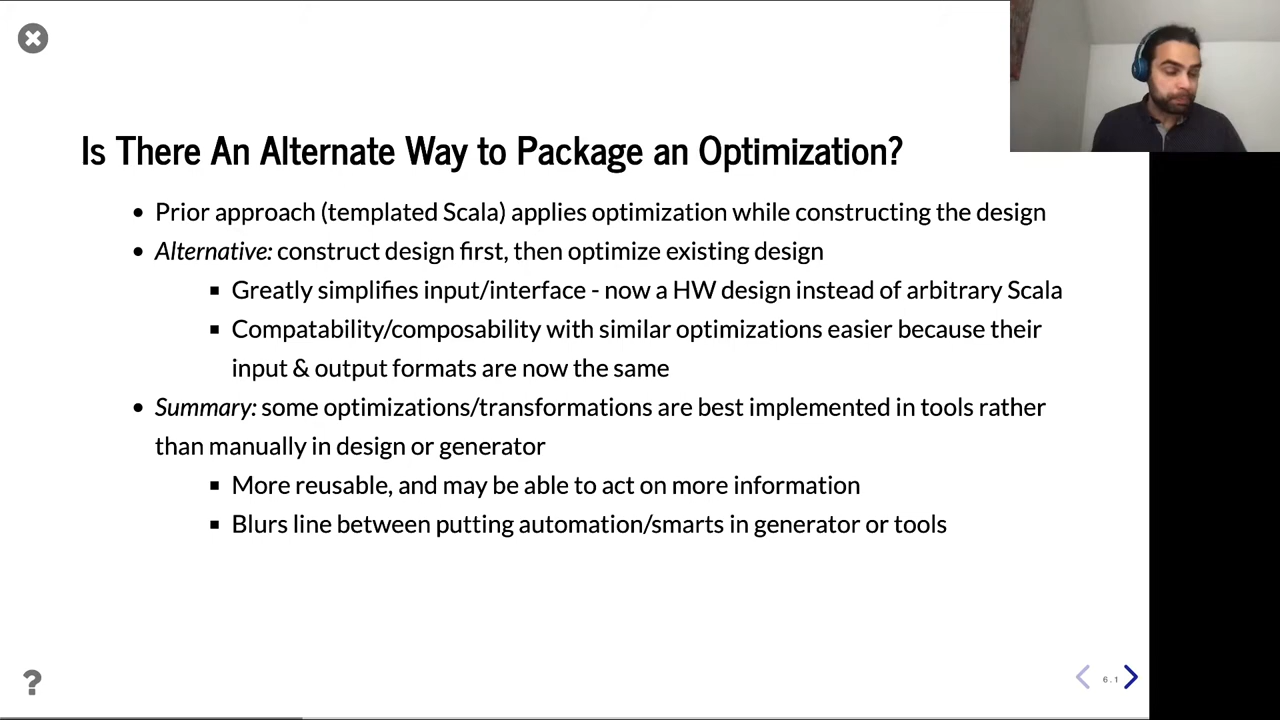 Is There An Alternate Way to Package an Optimization?
• Prior approach (templated Scala) applies optimization while constructing the design
• Alternative: construct design first, then optimize existing design
▪ Greatly simplifies input/interface - now a HW design instead of arbitrary Scala
▪ Compatability/composability with similar optimizations easier because their
input & output formats are now the same
• Summary: some optimizations/transformations are best implemented in tools rather
than manually in design or generator
▪ More reusable, and may be able to act on more information
▪ Blurs line between putting automation/smarts in generator or tools
?
6.1